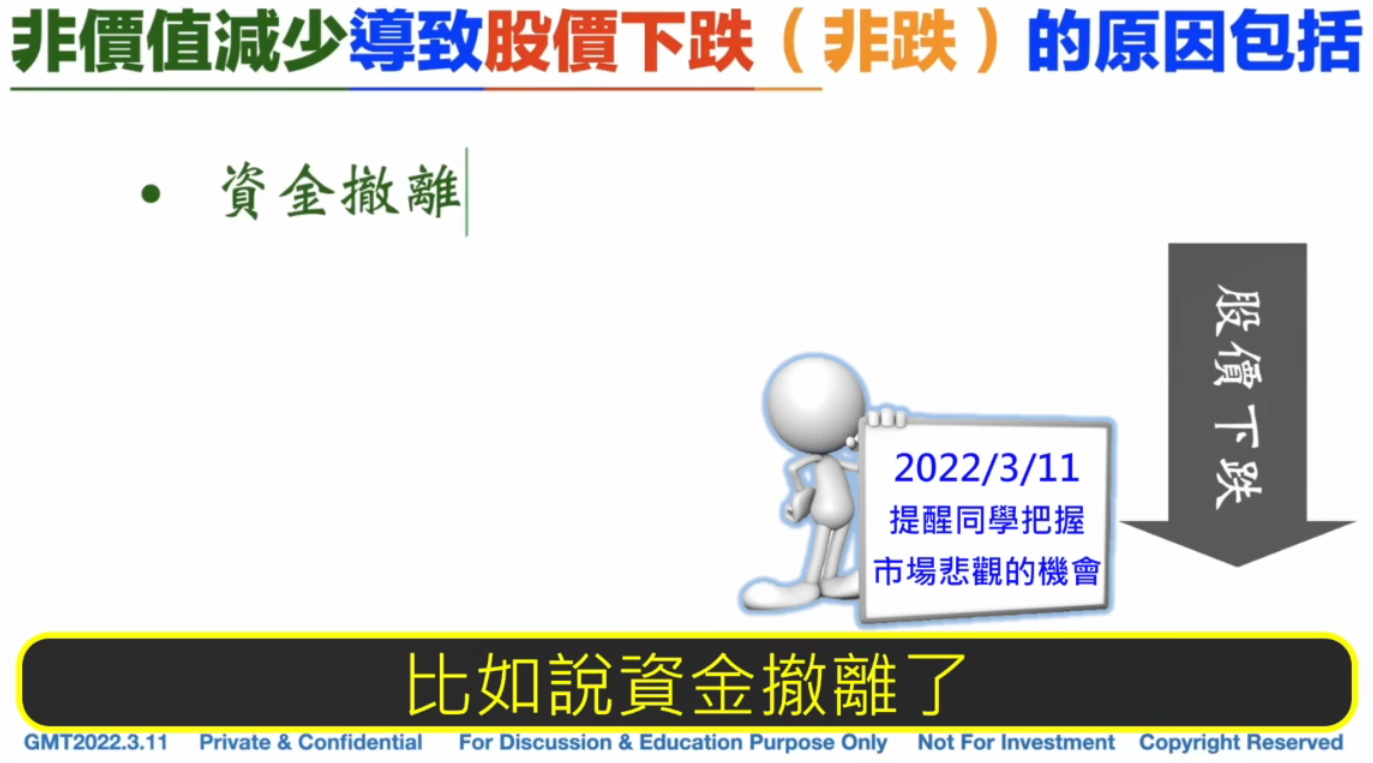 非價值減少導致股價下跌（非跌）的原因包括
• 資金撤離
股價下跌
2022/3/11
提醒同學把握
市場悲觀的機會
比如說資金撤離了
GMT2022.3.11 Private & Confidential For Discussion & Education Purpose Only Not For Investment Copyright Reserved